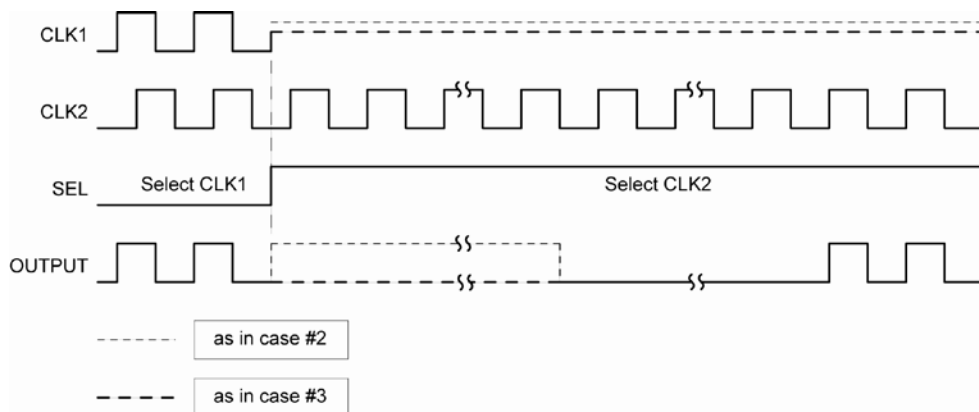 CLK1
CLK2
SEL
Select CLK1
Select CLK2
OUTPUT
as in case #2
as in case #3